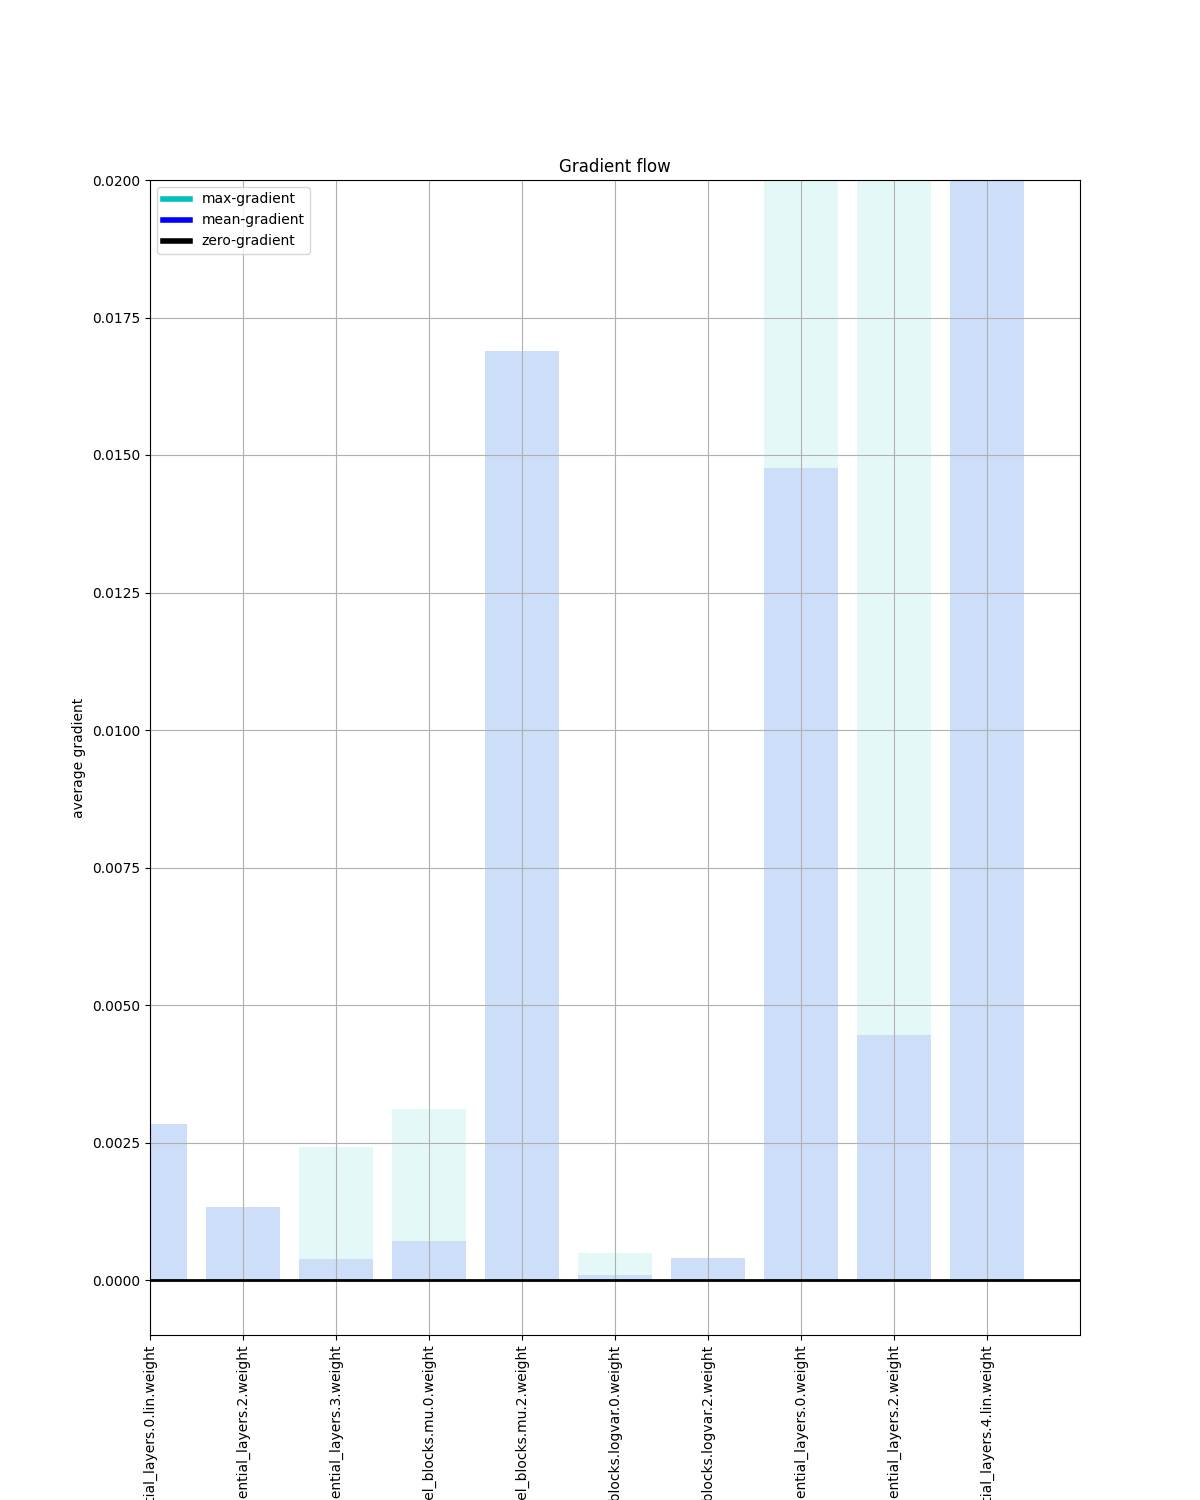 Gradient flow
max-gradient
mean-gradient
zero-gradient
0.0200
0.0175
0.0150
0.0125
0.0100
0.0075
0.0050
0.0025
0.0000
average gradient
tial_layers.0.lin.weight
ential_layers.2.weight
ential_layers.3.weight
el_blocks.mu.0.weight
el_blocks.mu.2.weight
blocks.logvar.0.weight
blocks.logvar.2.weight
ential_layers.0.weight
ential_layers.2.weight
tial_layers.4.lin.weight